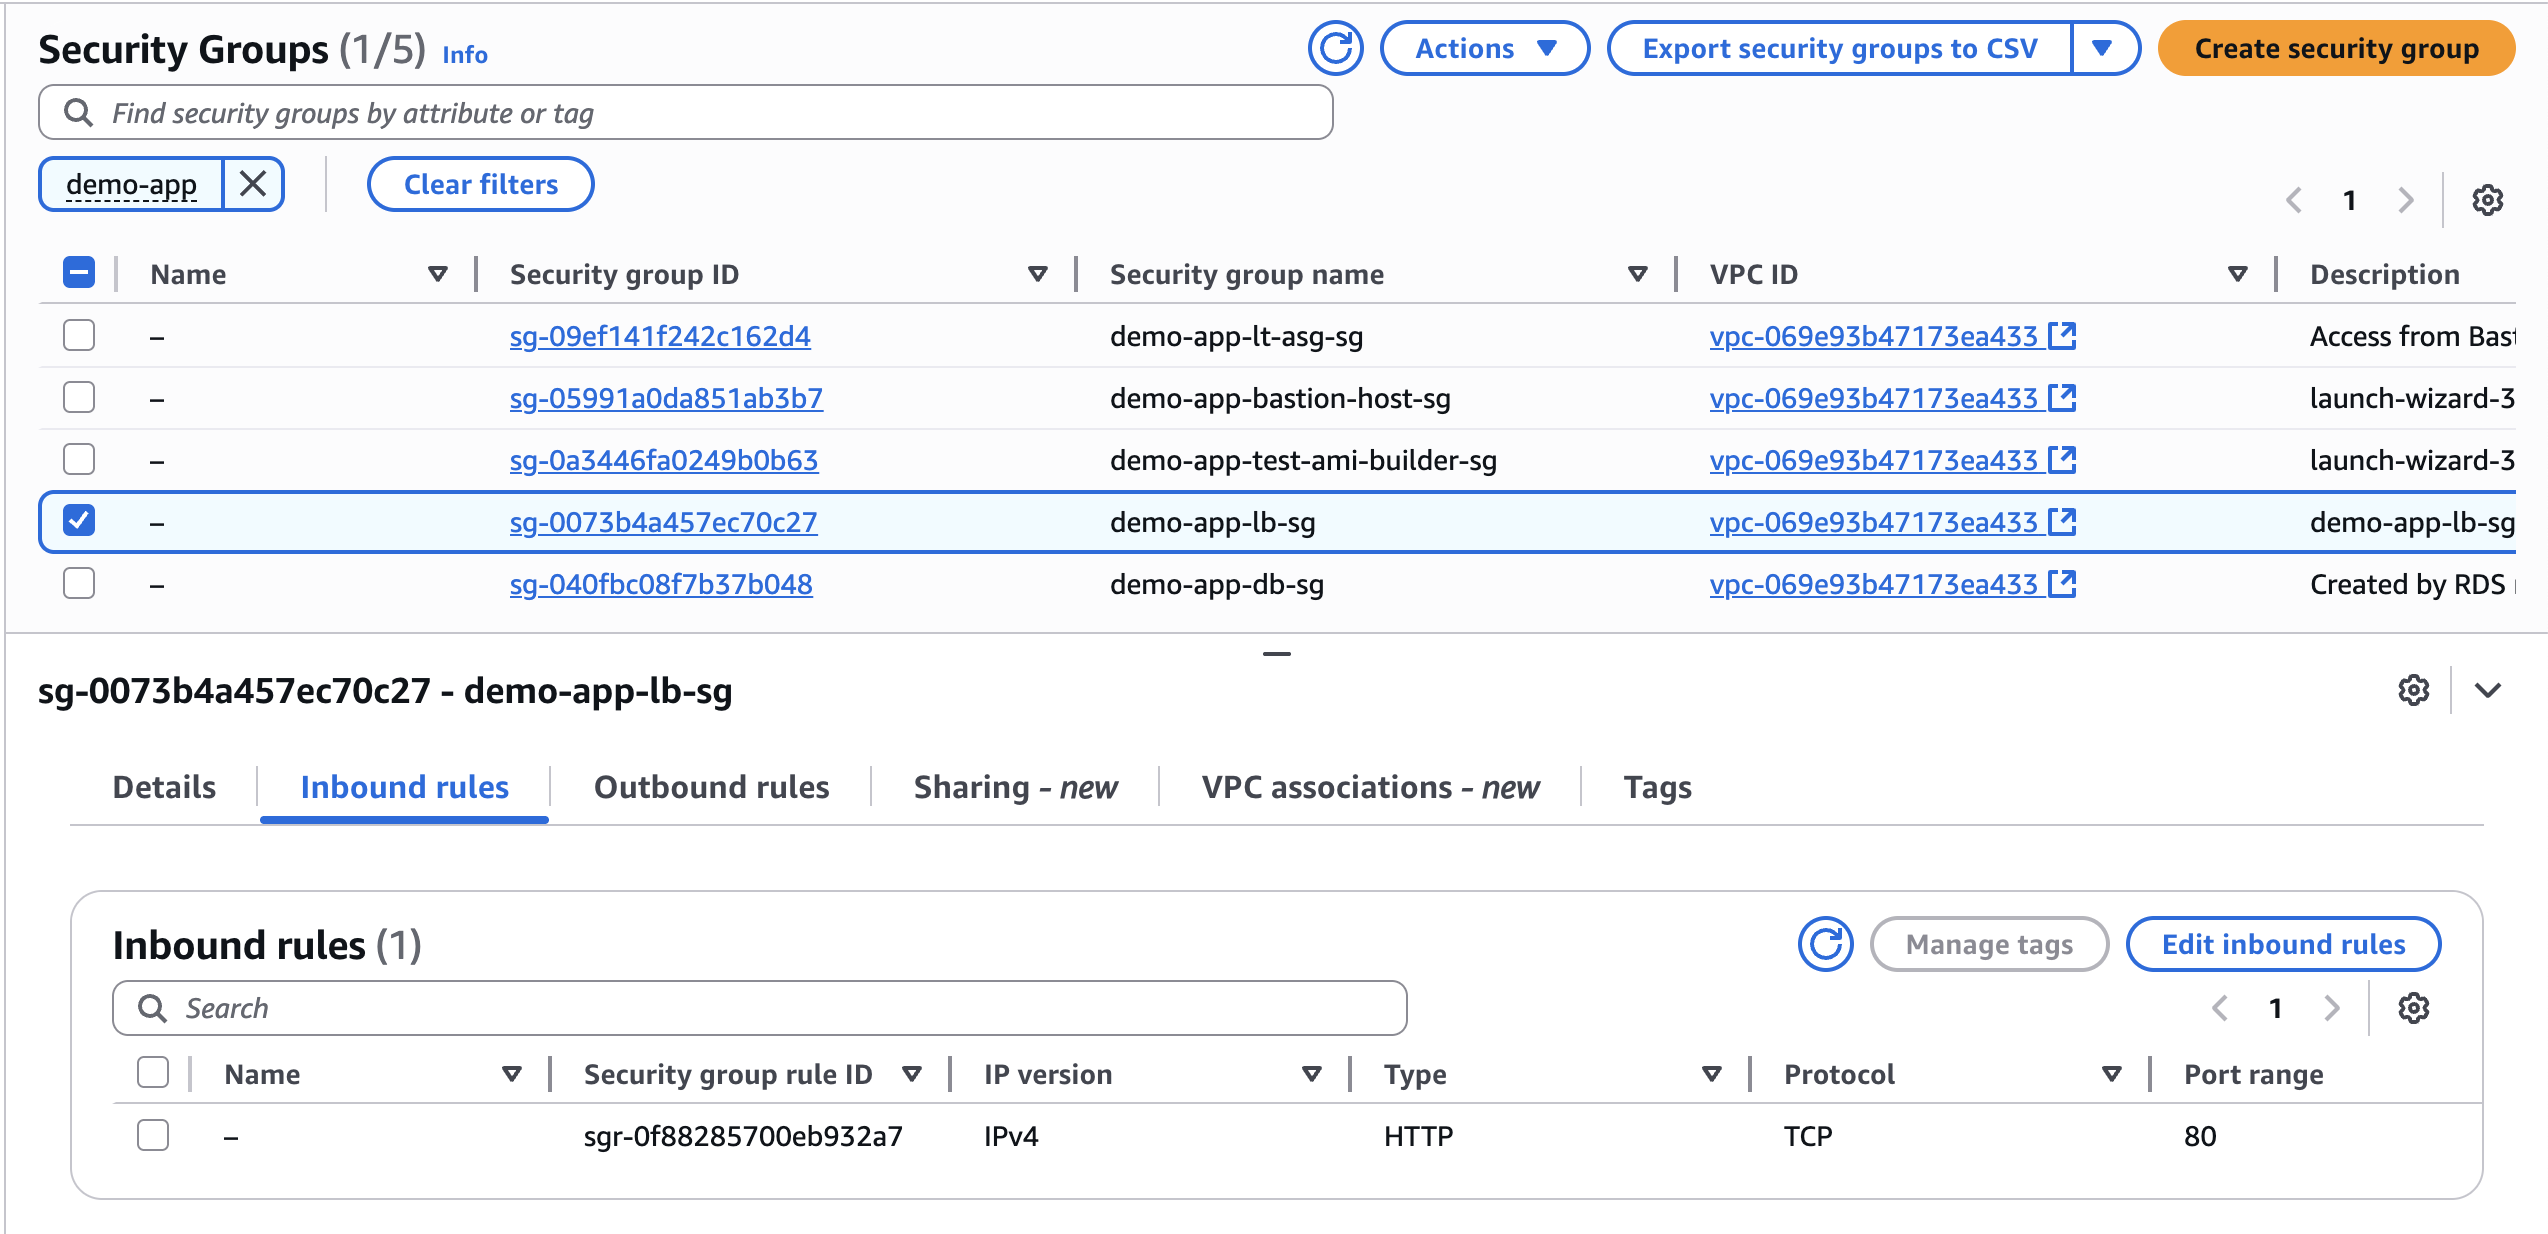 Security Groups (1/5) Info
Actions
Export security groups to CSV
Create security group
Find security groups by attribute or tag
demo-app
Clear filters
1
Name Security group ID Security group name VPC ID Description
– sg-09ef141f242c162d4 demo-app-lt-asg-sg vpc-069e93b47173ea433 Access from Bast
– sg-05991a0da851ab3b7 demo-app-bastion-host-sg vpc-069e93b47173ea433 launch-wizard-3
– sg-0a3446fa0249b0b63 demo-app-test-ami-builder-sg vpc-069e93b47173ea433 launch-wizard-3
– sg-0073b4a457ec70c27 demo-app-lb-sg vpc-069e93b47173ea433 demo-app-lb-sg
– sg-040fbc08f7b37b048 demo-app-db-sg vpc-069e93b47173ea433 Created by RDS
sg-0073b4a457ec70c27 - demo-app-lb-sg
Details Inbound rules Outbound rules Sharing - new VPC associations - new Tags
Inbound rules (1)
Manage tags
Edit inbound rules
Search
1
Name Security group rule ID IP version Type Protocol Port range
– sgr-0f88285700eb932a7 IPv4 HTTP TCP 80